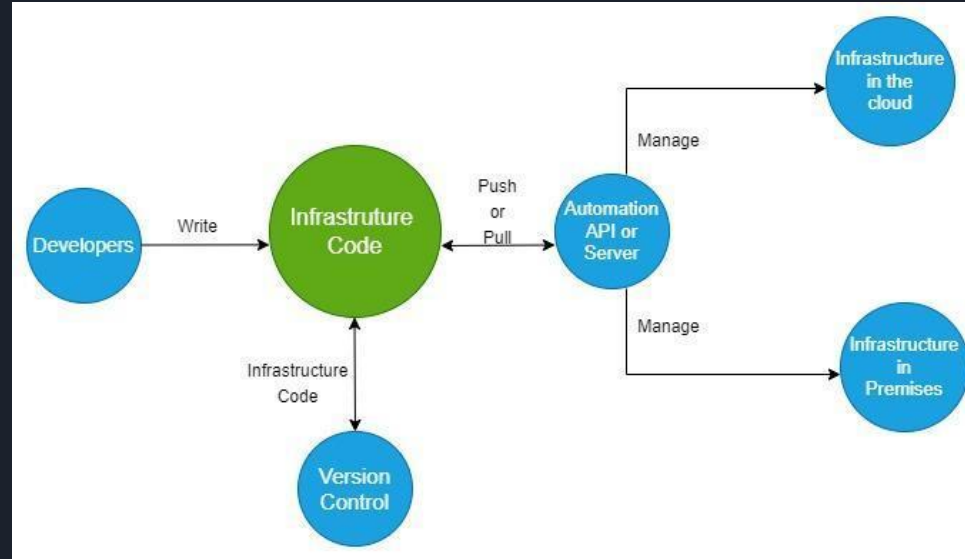 Developers
Write
Infrastruture
Code
Push
or
Pull
Automation
API or
Server
Manage
Infrastructure
in the
cloud
Manage
Infrastructure
in
Premises
Infrastructure
Code
Version
Control